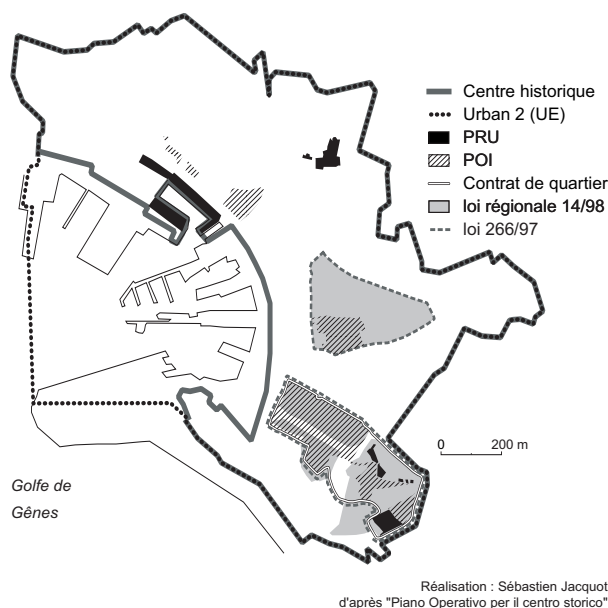 Centre historique
Urban 2 (UE)
PRU
POI
Contrat de quartier
loi régionale 14/98
loi 266/97
0 200 m
Golfe de
Gênes
Réalisation : Sébastien Jacquot
d'après "Piano Operativo per il centro storico"